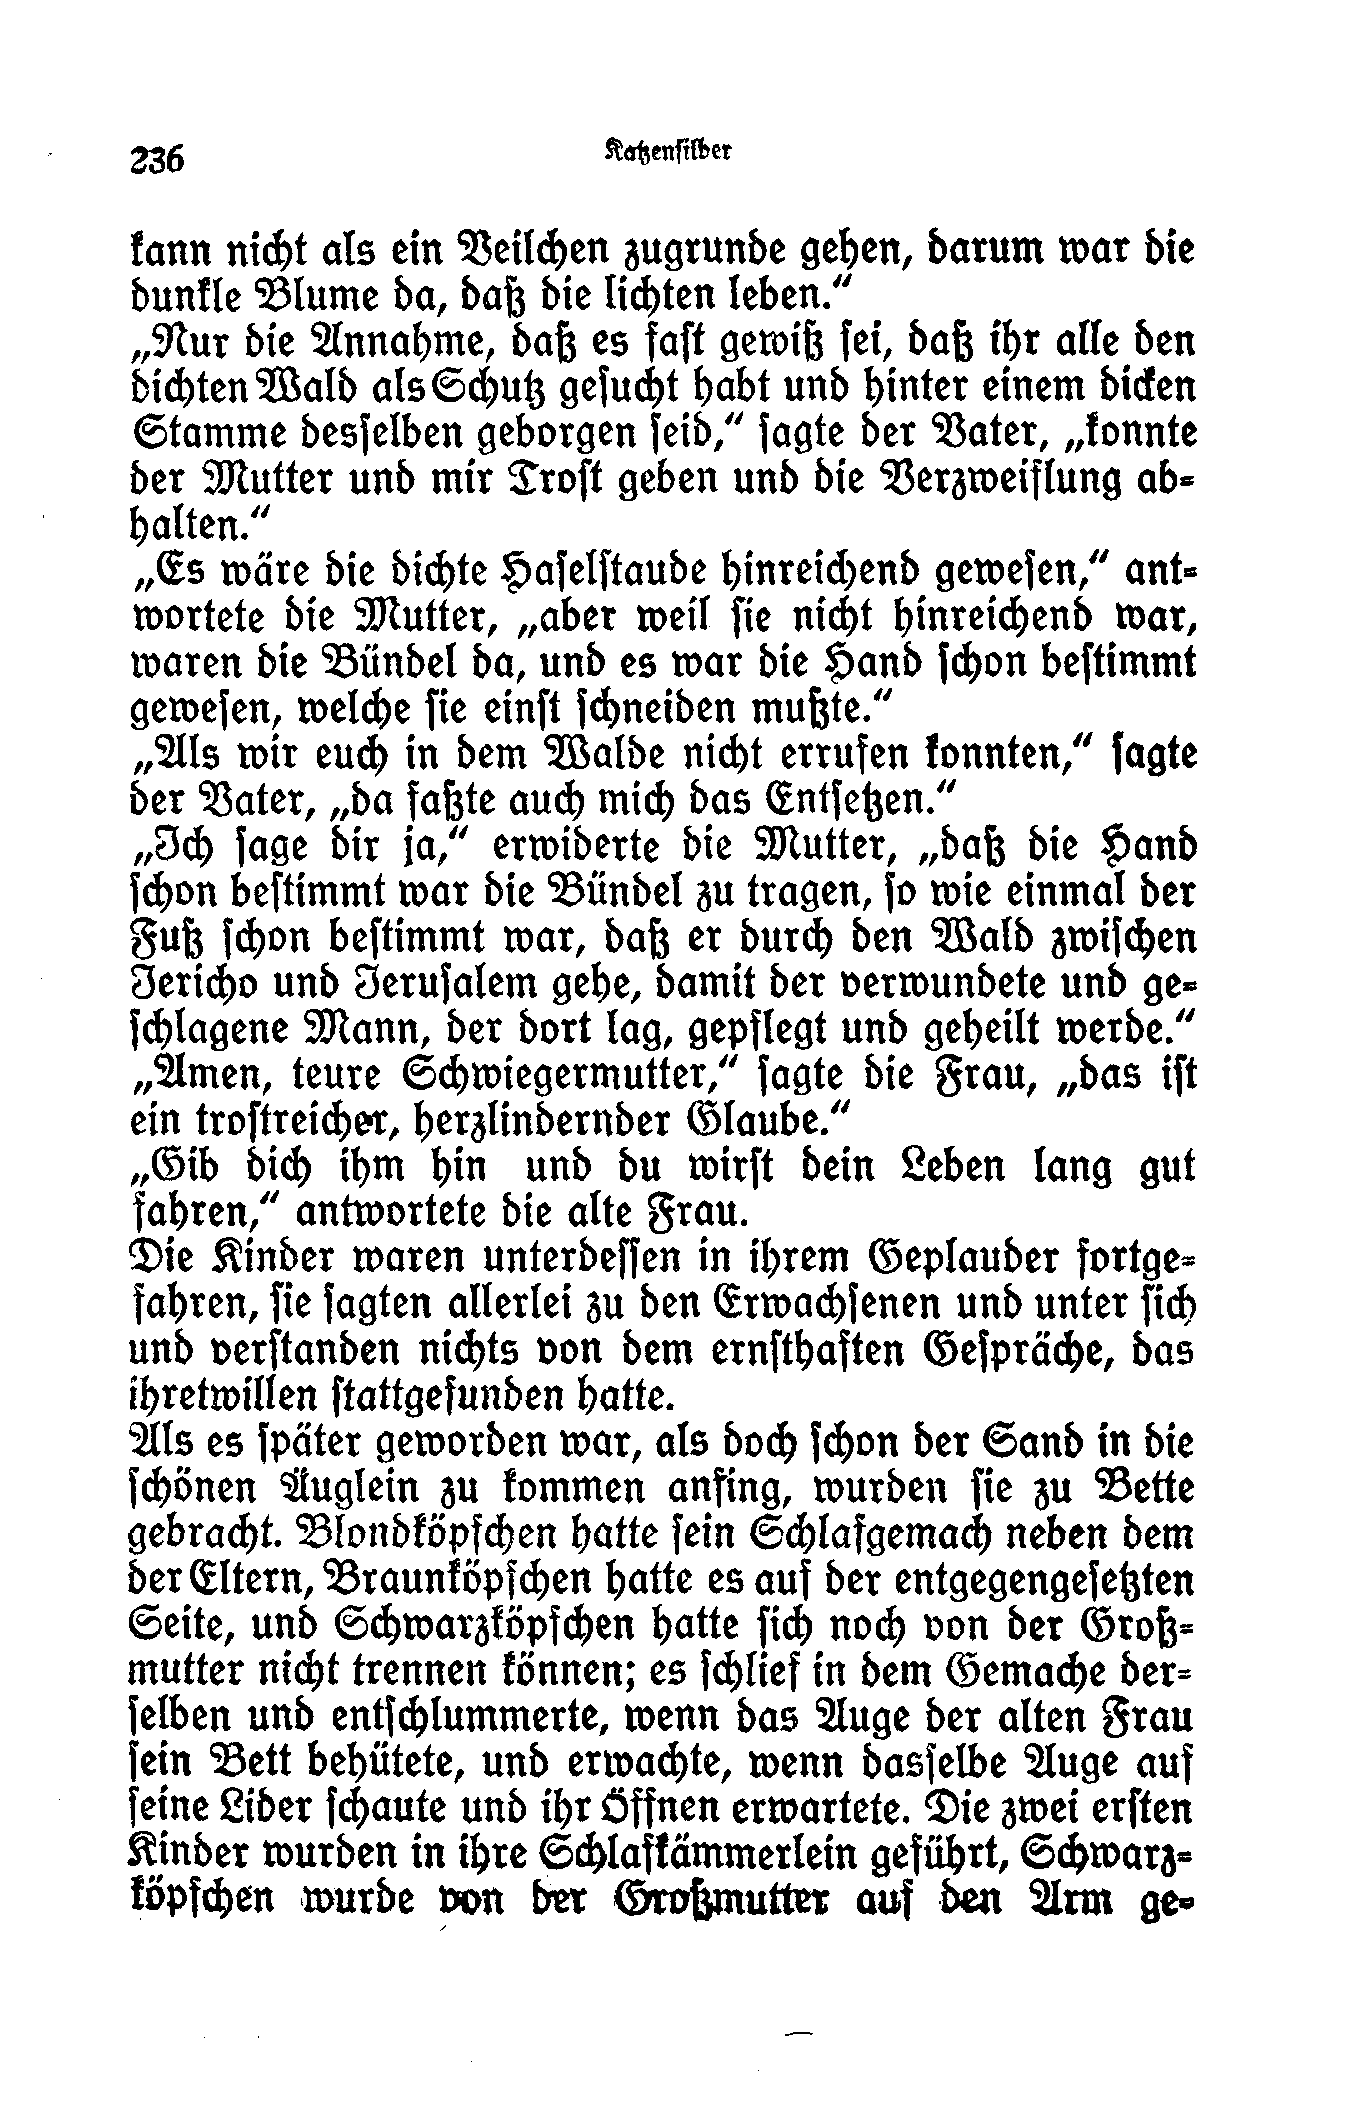 236
Katzensilber
kann nicht als ein Veilchen zugrunde gehen, darum war die
dunkle Blume da, daß die lichten leben.“
„Nur die Annahme, daß es fast gewiß sei, daß ihr alle den
dichten Wald als Schutz gesucht habt und hinter einem dicken
Stamme desselben geborgen seid,“ sagte der Vater, „konnte
der Mutter und mir Trost geben und die Verzweiflung ab-
halten.“
„Es wäre die dichte Haselstaude hinreichend gewesen,“ ant-
wortete die Mutter, „aber weil sie nicht hinreichend war,
waren die Bündel da, und es war die Hand schon bestimmt
gewesen, welche sie einst schneiden mußte.“
„Als wir euch in dem Walde nicht errufen konnten,“ sagte
der Vater, „da faßte auch mich das Entsetzen.“
„Ich sage dir ja,“ erwiderte die Mutter, „daß die Hand
schon bestimmt war die Bündel zu tragen, so wie einmal der
Fuß schon bestimmt war, daß er durch den Wald zwischen
Jericho und Jerusalem gehe, damit der verwundete und ge-
schlagene Mann, der dort lag, gepflegt und geheilt werde.“
„Amen, teure Schwiegermutter,“ sagte die Frau, „das ist
ein trostreicher, herzlindernder Glaube.“
„Gib dich ihm hin und du wirst dein Leben lang gut
fahren,“ antwortete die alte Frau.
Die Kinder waren unterdessen in ihrem Geplauder fortge-
fahren, sie sagten allerlei zu den Erwachsenen und unter sich
und verstanden nichts von dem ernsthaften Gespräche, das
ihretwillen stattgefunden hatte.
Als es später geworden war, als doch schon der Sand in die
schönen Äuglein zu kommen anfing, wurden sie zu Bette
gebracht. Blondköpfchen hatte sein Schlafgemach neben dem
der Eltern, Braunköpfchen hatte es auf der entgegengesetzten
Seite, und Schwarzköpfchen hatte sich noch von der Groß-
mutter nicht trennen können; es schlief in dem Gemache der-
selben und entschlummerte, wenn das Auge der alten Frau
sein Bett behütete, und erwachte, wenn dasselbe Auge auf
seine Lider schaute und ihr Öffnen erwartete. Die zwei ersten
Kinder wurden in ihre Schlafkämmerlein geführt, Schwarz-
köpfchen wurde von der Großmutter auf den Arm ge-